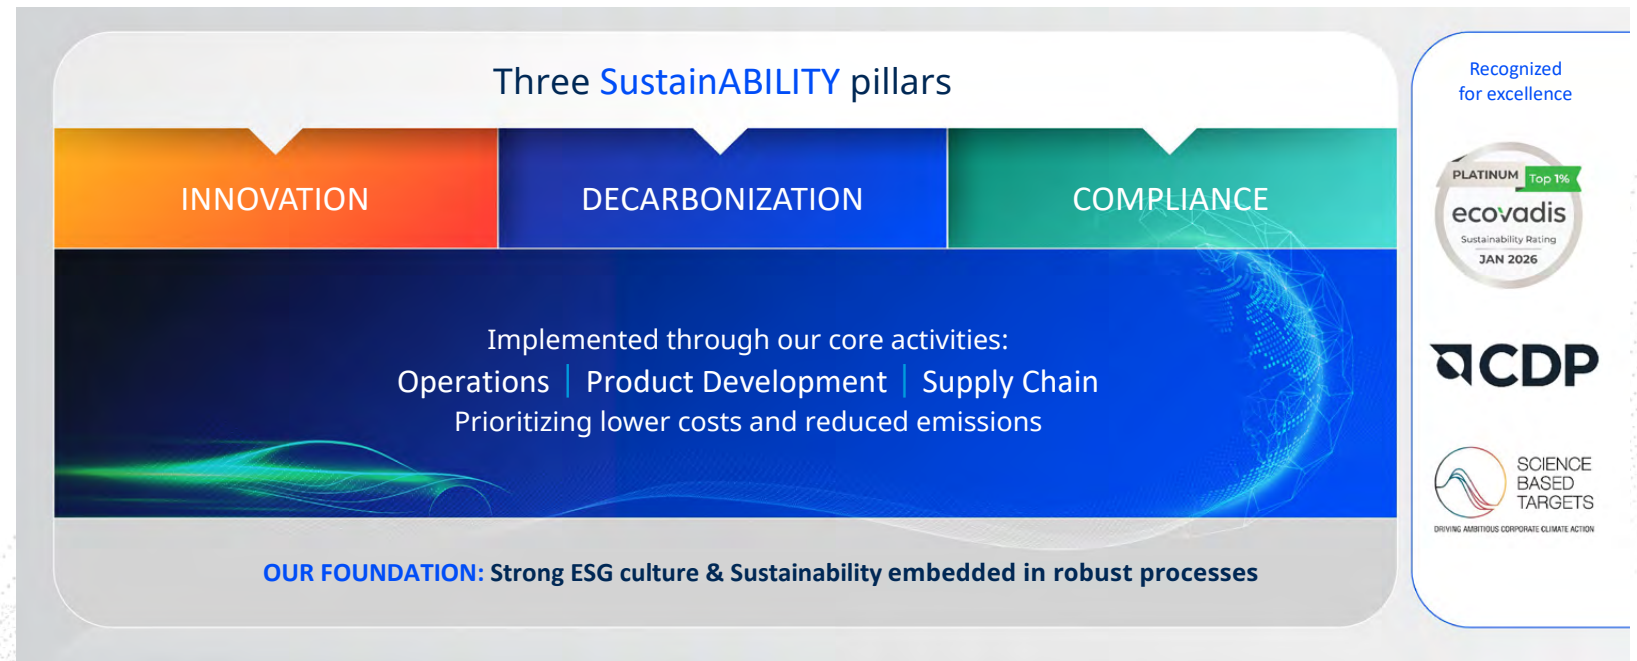 Three SustainABILITY pillars
INNOVATION
DECARBONIZATION
COMPLIANCE
Implemented through our core activities:
Operations | Product Development | Supply Chain
Prioritizing lower costs and reduced emissions
OUR FOUNDATION: Strong ESG culture & Sustainability embedded in robust processes
Recognized
for excellence
PLATINUM Top 1%
ecovadis
Sustainability Rating
JAN 2026
CDP
SCIENCE
BASED
TARGETS
DRIVING AMBITIOUS CORPORATE CLIMATE ACTION